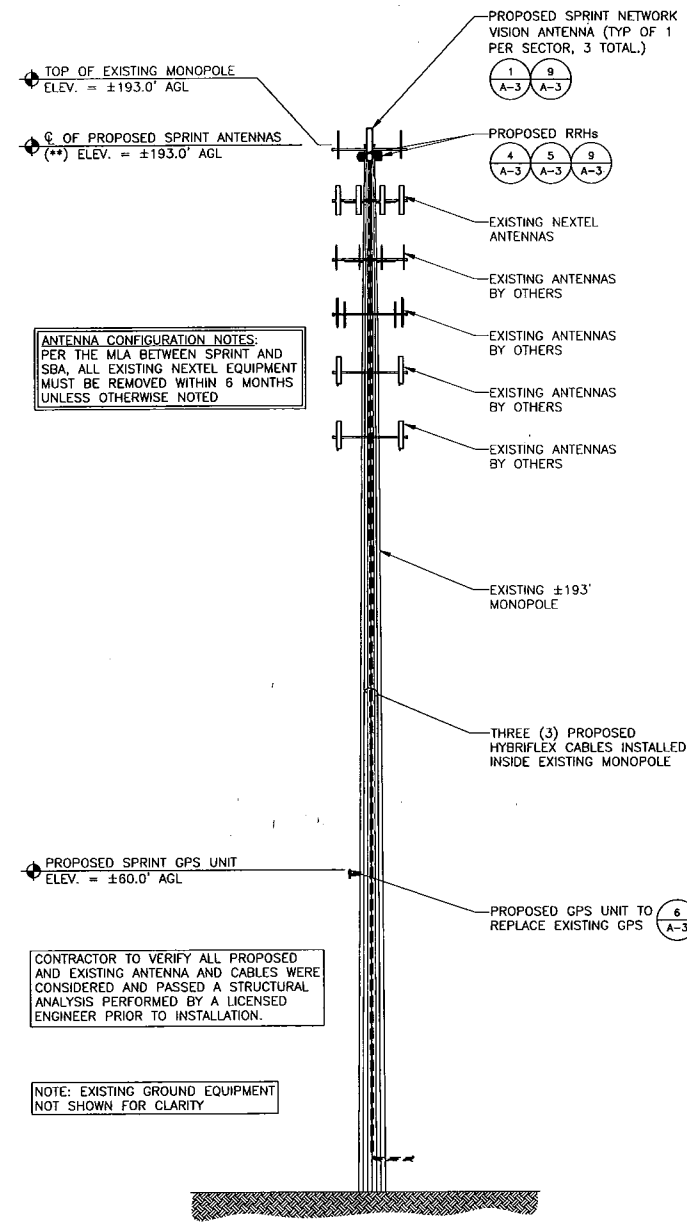 PROPOSED SPRINT NETWORK
VISION ANTENNA (TYP OF 1
PER SECTOR, 3 TOTAL.)
1
A-3
9
A-3
TOP OF EXISTING MONOPOLE
ELEV. = ±193.0' AGL
℄ OF PROPOSED SPRINT ANTENNAS
(**) ELEV. = ±193.0' AGL
PROPOSED RRHs
4
A-3
5
A-3
9
A-3
EXISTING NEXTEL
ANTENNAS
EXISTING ANTENNAS
BY OTHERS
EXISTING ANTENNAS
BY OTHERS
EXISTING ANTENNAS
BY OTHERS
EXISTING ANTENNAS
BY OTHERS
ANTENNA CONFIGURATION NOTES:
PER THE MLA BETWEEN SPRINT AND
SBA, ALL EXISTING NEXTEL EQUIPMENT
MUST BE REMOVED WITHIN 6 MONTHS
UNLESS OTHERWISE NOTED
EXISTING ±193'
MONOPOLE
THREE (3) PROPOSED
HYBRIFLEX CABLES INSTALLED
INSIDE EXISTING MONOPOLE
PROPOSED SPRINT GPS UNIT
ELEV. = ±60.0' AGL
PROPOSED GPS UNIT TO
REPLACE EXISTING GPS
6
A-3
CONTRACTOR TO VERIFY ALL PROPOSED
AND EXISTING ANTENNA AND CABLES WERE
CONSIDERED AND PASSED A STRUCTURAL
ANALYSIS PERFORMED BY A LICENSED
ENGINEER PRIOR TO INSTALLATION.
NOTE: EXISTING GROUND EQUIPMENT
NOT SHOWN FOR CLARITY